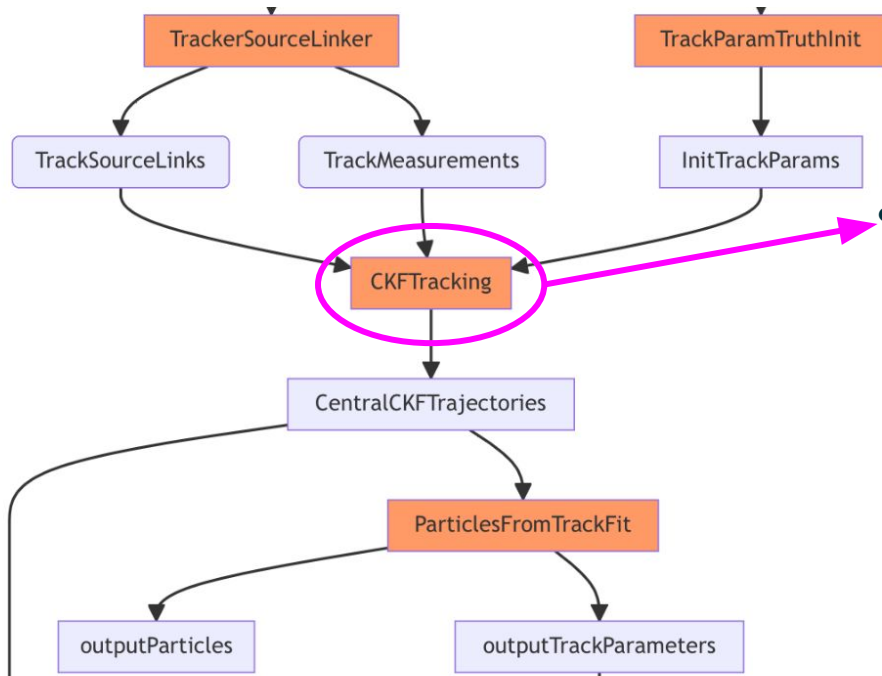 TrackerSourceLinker
TrackParamTruthInit
TrackSourceLinks
TrackMeasurements
InitTrackParams
CKFTracking
CentralCKFTrajectories
ParticlesFromTrackFit
outputParticles
outputTrackParameters